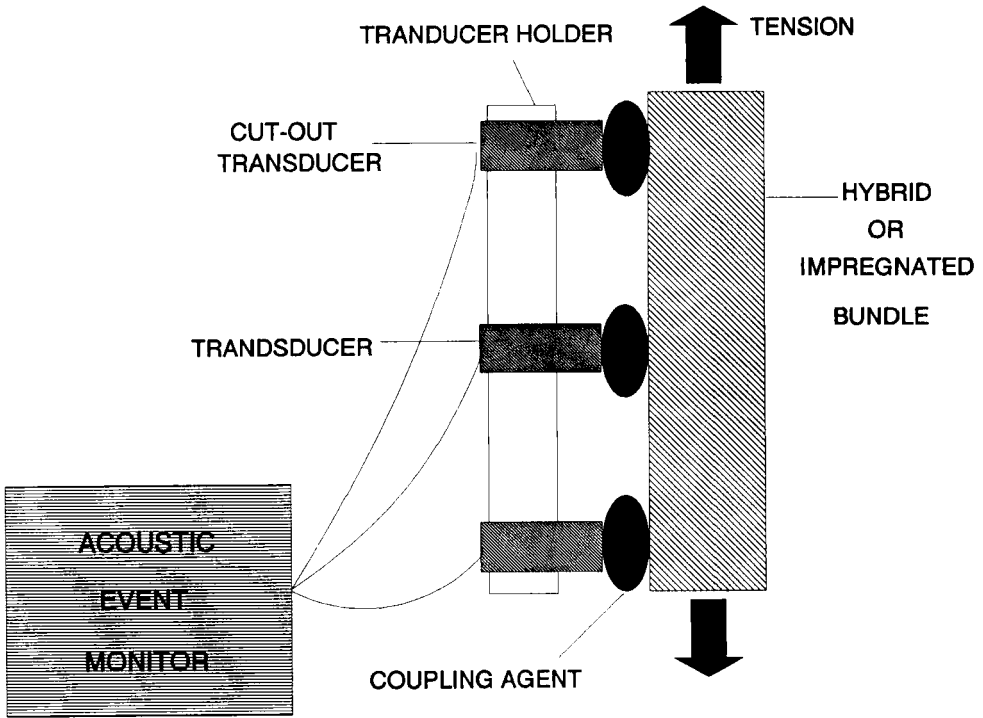 TENSION
TRANDUCER HOLDER
CUT-OUT
TRANSDUCER
HYBRID
OR
IMPREGNATED
BUNDLE
TRANDSDUCER
ACOUSTIC
EVENT
MONITOR
COUPLING AGENT